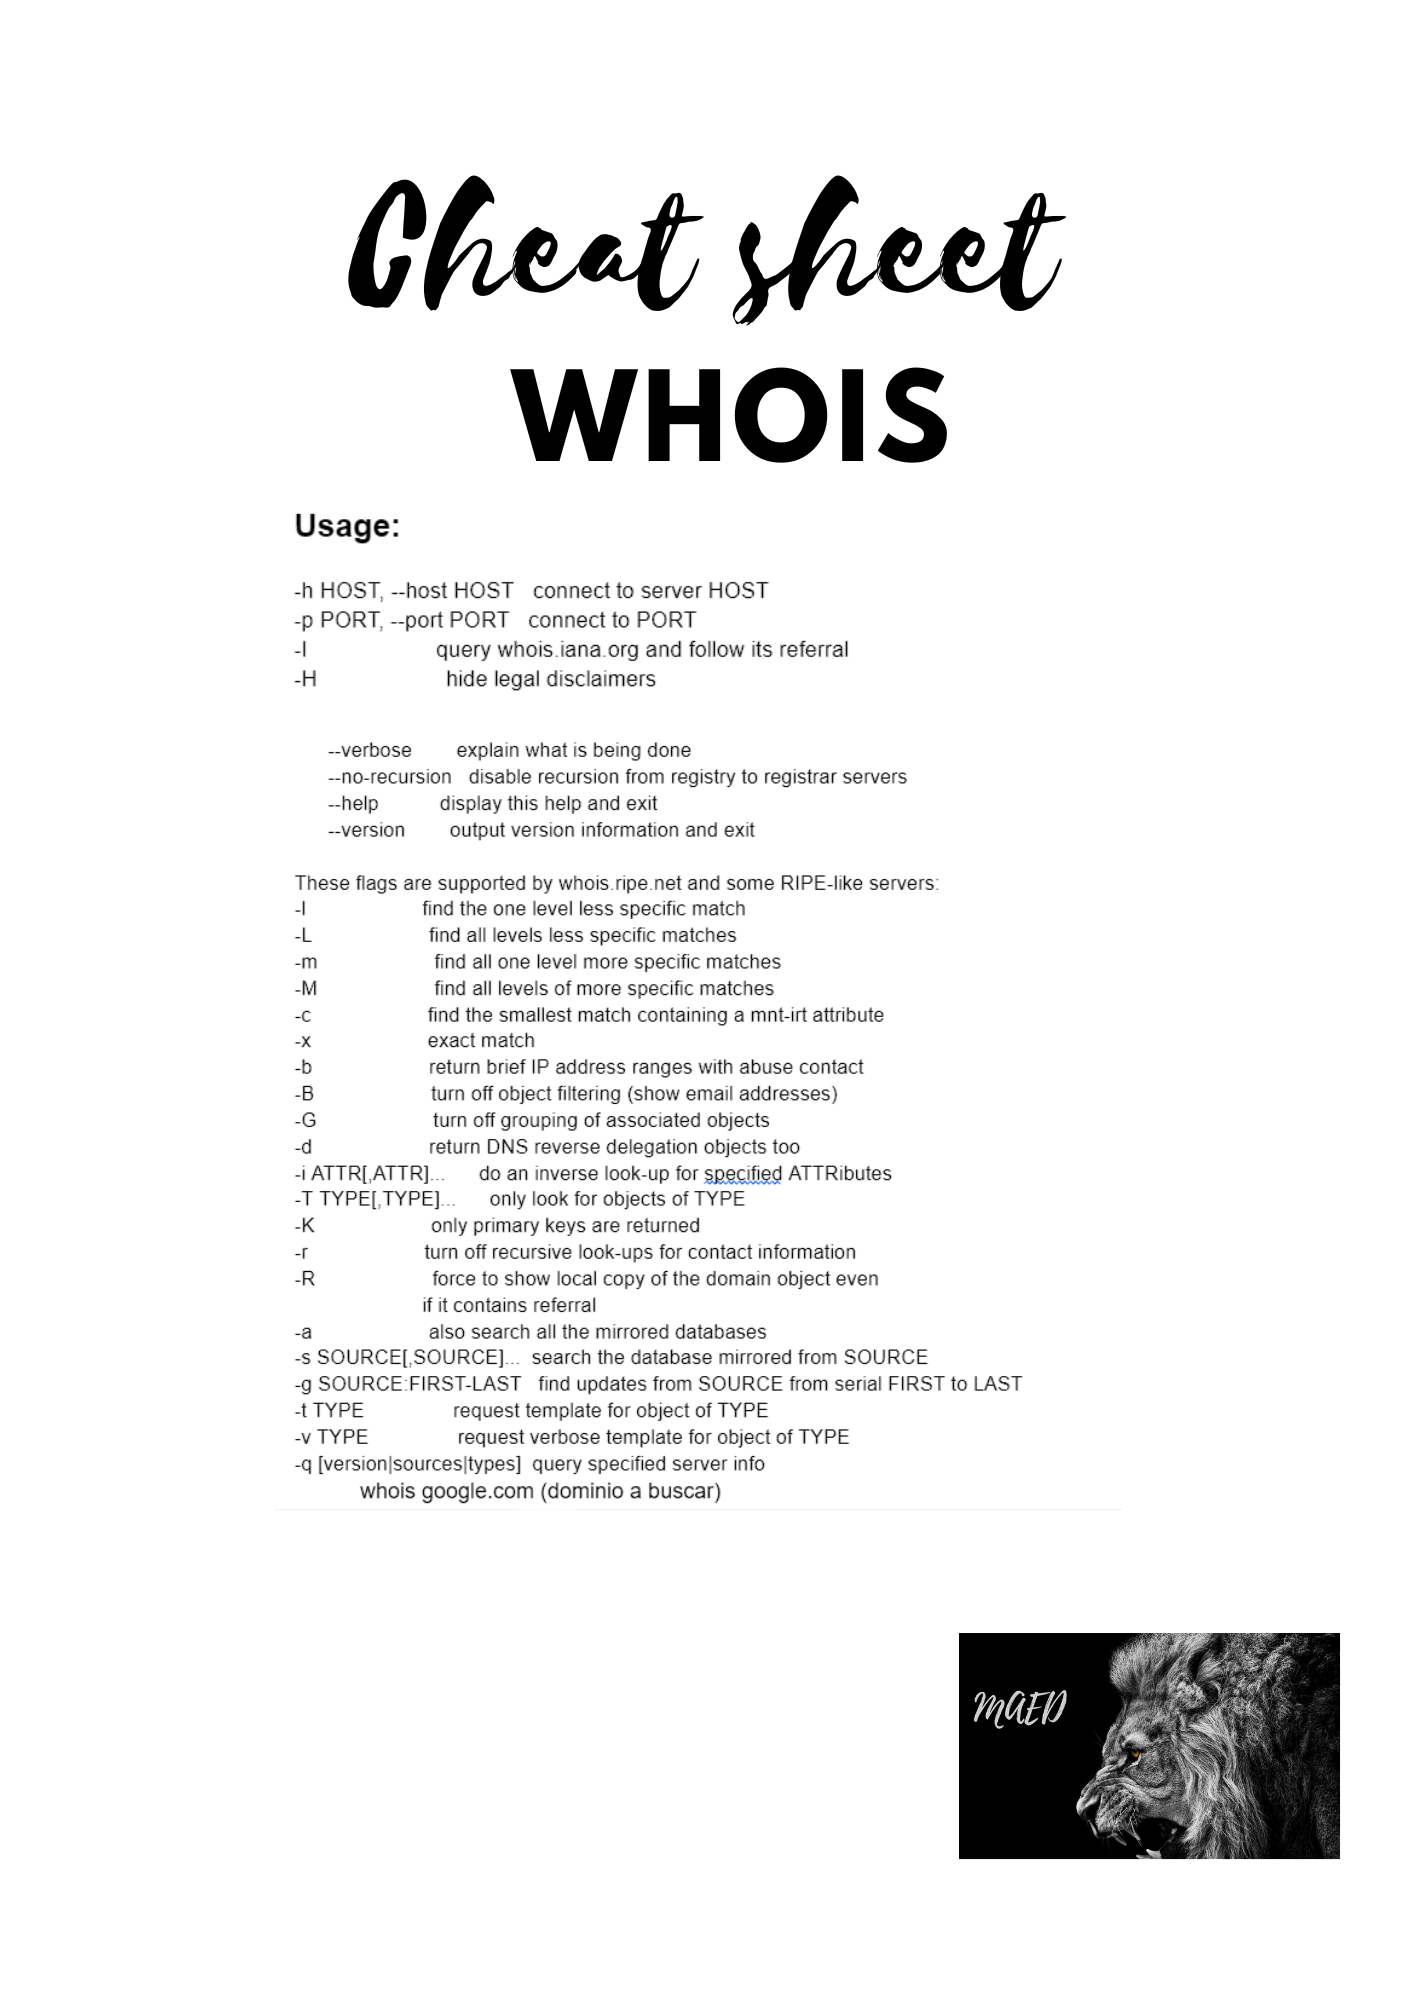 Cheat sheet
WHOIS
Usage:
-h HOST, --host HOST connect to server HOST
-p PORT, --port PORT connect to PORT
-I query whois.iana.org and follow its referral
-H hide legal disclaimers
--verbose explain what is being done
--no-recursion disable recursion from registry to registrar servers
--help display this help and exit
--version output version information and exit
These flags are supported by whois.ripe.net and some RIPE-like servers:
-l find the one level less specific match
-L find all levels less specific matches
-m find all one level more specific matches
-M find all levels of more specific matches
-c find the smallest match containing a mnt-irt attribute
-x exact match
-b return brief IP address ranges with abuse contact
-B turn off object filtering (show email addresses)
-G turn off grouping of associated objects
-d return DNS reverse delegation objects too
-i ATTR[,ATTR]... do an inverse look-up for specified ATTRibutes
-T TYPE[,TYPE]... only look for objects of TYPE
-K only primary keys are returned
-r turn off recursive look-ups for contact information
-R force to show local copy of the domain object even
if it contains referral
-a also search all the mirrored databases
-s SOURCE[,SOURCE]... search the database mirrored from SOURCE
-g SOURCE:FIRST-LAST find updates from SOURCE from serial FIRST to LAST
-t TYPE request template for object of TYPE
-v TYPE request verbose template for object of TYPE
-q [version|sources|types] query specified server info
whois google.com (dominio a buscar)
MAED